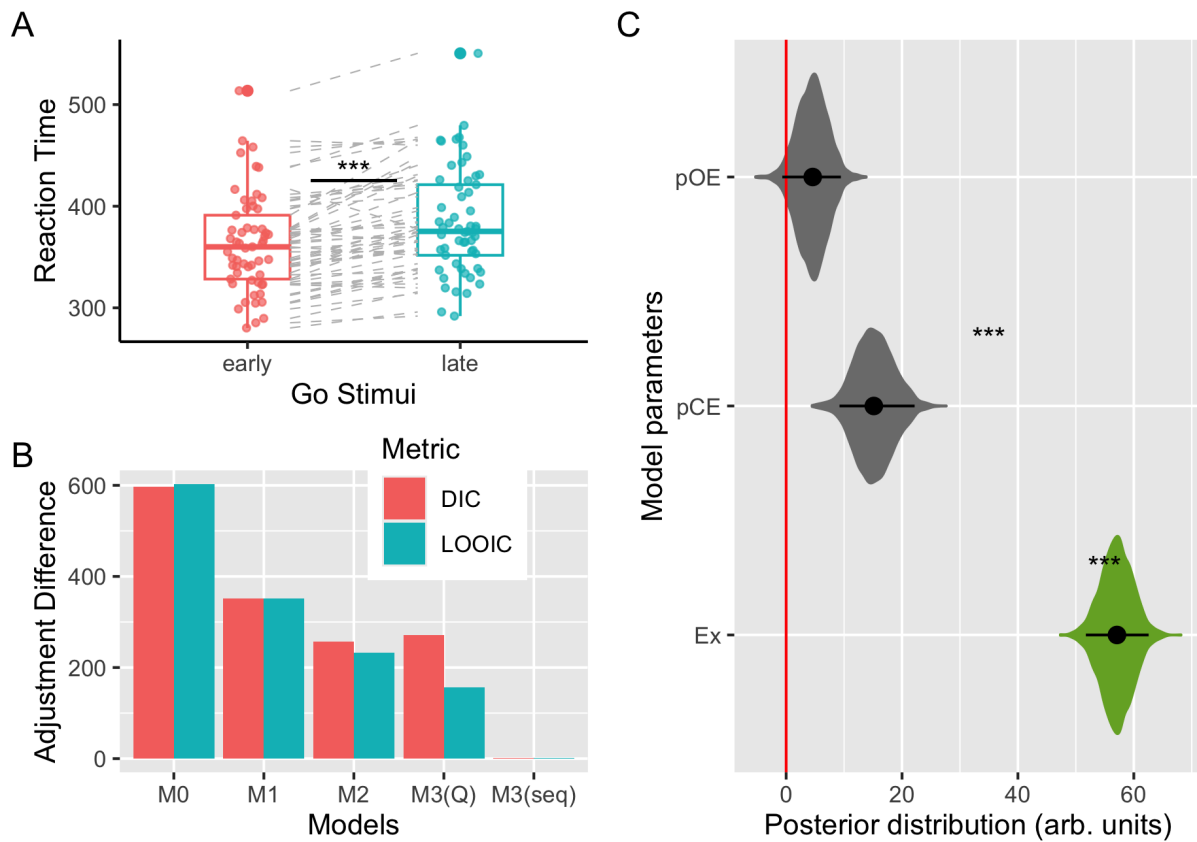 A
Reaction Time
500
400
300
***
early
late
Go Stimui
B
Adjustment Difference
600
400
200
0
Metric
DIC
LOOIC
M0
M1
M2
M3(Q)
M3(seq)
Models
C
Model parameters
pOE
pCE
Ex
***
***
0
20
40
60
Posterior distribution (arb. units)